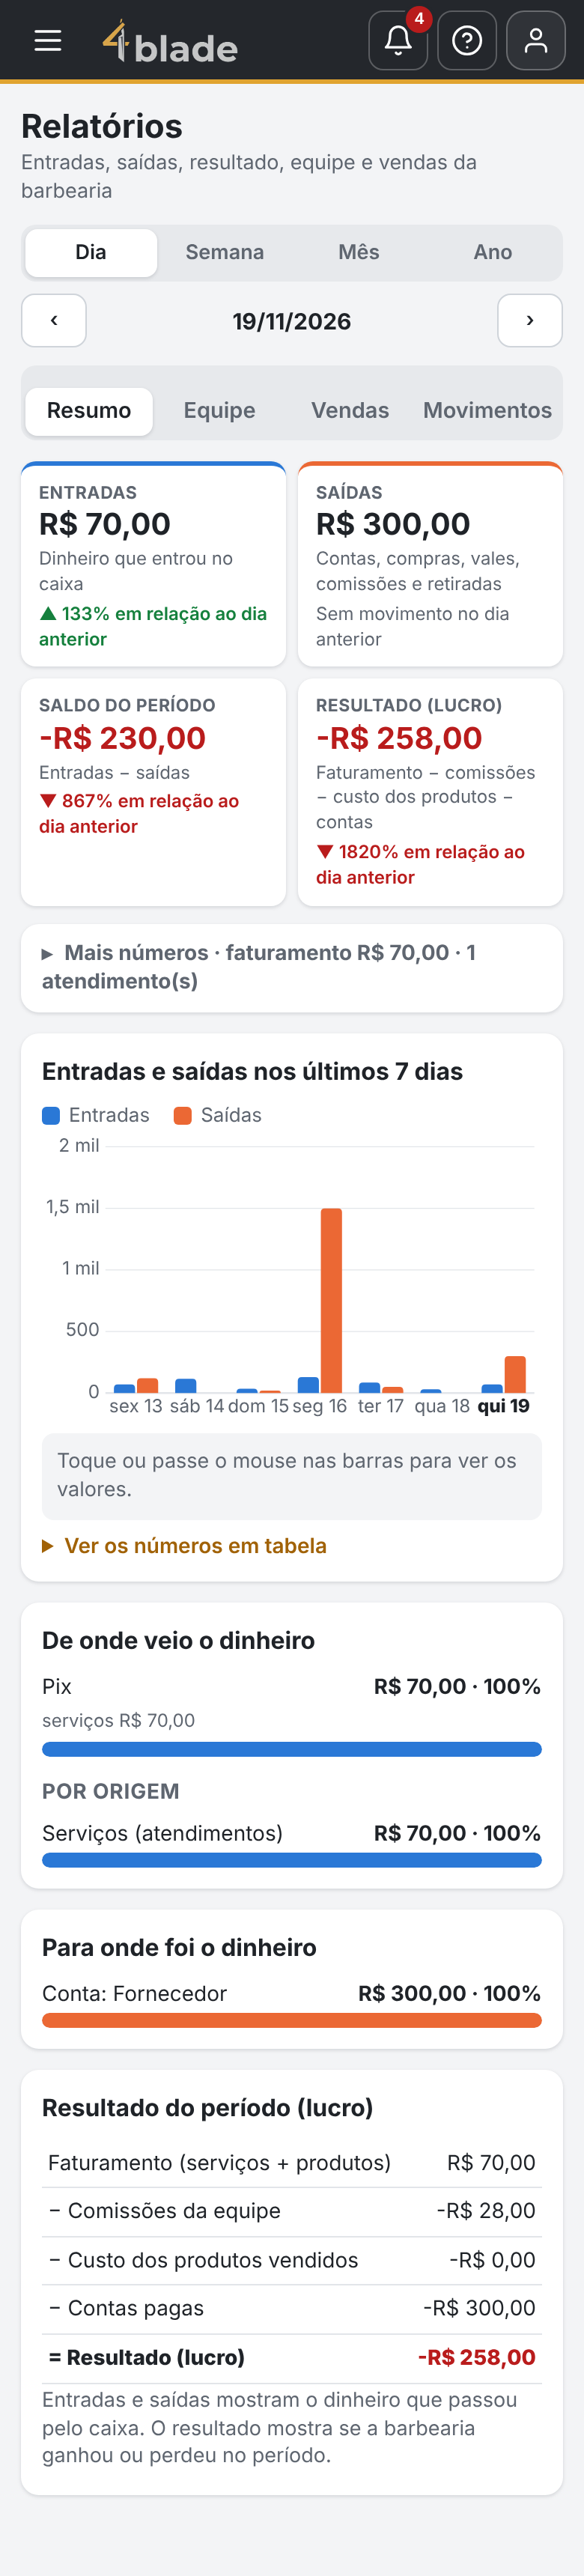 4blade
4
Relatórios
Entradas, saídas, resultado, equipe e vendas da
barbearia
Dia Semana Mês Ano
‹ 19/11/2026 ›
Resumo Equipe Vendas Movimentos
ENTRADAS
R$ 70,00
Dinheiro que entrou no
caixa
▲ 133% em relação ao dia
anterior
SAÍDAS
R$ 300,00
Contas, compras, vales,
comissões e retiradas
Sem movimento no dia
anterior
SALDO DO PERÍODO
-R$ 230,00
Entradas − saídas
▼ 867% em relação ao
dia anterior
RESULTADO (LUCRO)
-R$ 258,00
Faturamento − comissões
− custo dos produtos −
contas
▼ 1820% em relação ao
dia anterior
▸ Mais números · faturamento R$ 70,00 · 1
atendimento(s)
Entradas e saídas nos últimos 7 dias
Entradas Saídas
2 mil
1,5 mil
1 mil
500
0
sex 13 sáb 14 dom 15 seg 16 ter 17 qua 18 qui 19
Toque ou passe o mouse nas barras para ver os
valores.
▸ Ver os números em tabela
De onde veio o dinheiro
Pix R$ 70,00 · 100%
serviços R$ 70,00
POR ORIGEM
Serviços (atendimentos) R$ 70,00 · 100%
Para onde foi o dinheiro
Conta: Fornecedor R$ 300,00 · 100%
Resultado do período (lucro)
Faturamento (serviços + produtos) R$ 70,00
− Comissões da equipe -R$ 28,00
− Custo dos produtos vendidos -R$ 0,00
− Contas pagas -R$ 300,00
= Resultado (lucro) -R$ 258,00
Entradas e saídas mostram o dinheiro que passou
pelo caixa. O resultado mostra se a barbearia
ganhou ou perdeu no período.